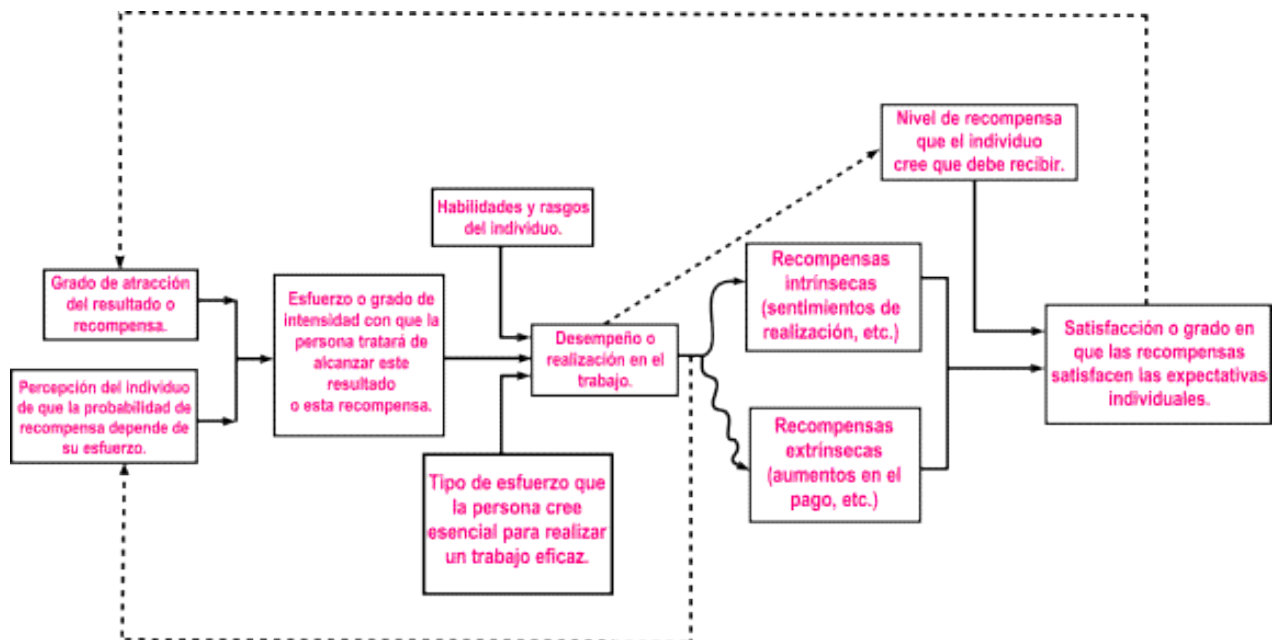 Nivel de recompensa
que el individuo
cree que debe recibir.
Habilidades y rasgos
del individuo.
Grado de atracción
del resultado o
recompensa.
Percepción del individuo
de que la probabilidad de
recompensa depende de
su esfuerzo.
Esfuerzo o grado de
intensidad con que la
persona tratará de
alcanzar este
resultado
o esta recompensa.
Desempeño o
realización en el
trabajo.
Tipo de esfuerzo que
la persona cree
esencial para realizar
un trabajo eficaz.
Recompensas
intrínsecas
(sentimientos de
realización, etc.)
Recompensas
extrínsecas
(aumentos en el
pago, etc.)
Satisfacción o grado en
que las recompensas
satisfacen las expectativas
individuales.